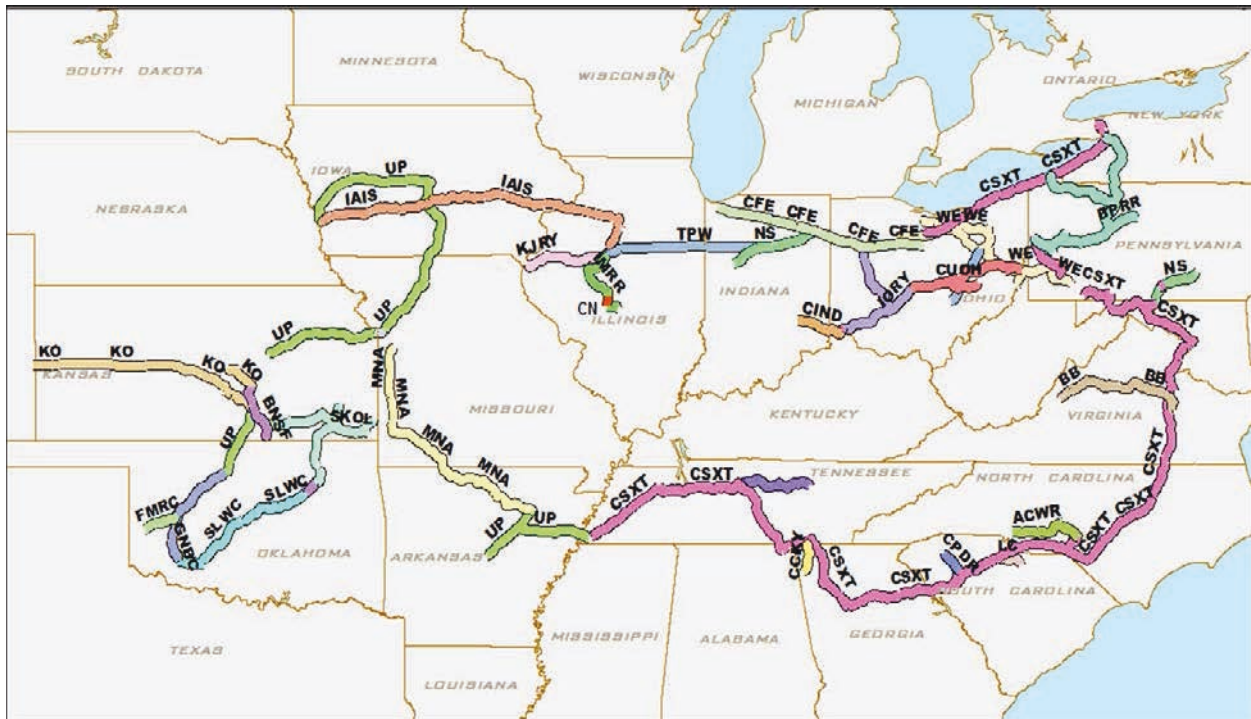 SOUTH DAKOTA
MINNESOTA
WISCONSIN
MICHIGAN
ONTARIO
NEW YORK
IOWA
UP
IAIS
IAIS
NEBRASKA
CSXT
CSXT
CFE
CFE
CFE
CFE
WE
WE
BPRR
PENNSYLVANIA
KJRY
TPW
NS
IMRR
CN
ILLINOIS
INDIANA
IORY
CUOH
OHIO
WE
WE
CSXT
NS
CIND
CSXT
UP
UP
KO
KO
KO
KO
KANSAS
MNA
MNA
MISSOURI
BNSF
SKOL
UP
KENTUCKY
BB
BB
VIRGINIA
MNA
MNA
CSXT
CSXT
TENNESSEE
NORTH CAROLINA
CSXT
FMRC
GNBC
SLWC
SLWC
OKLAHOMA
UP
UP
ARKANSAS
CSXT
CSXT
ACWR
CPDR
LC
CCKY
CSXT
CSXT
SOUTH CAROLINA
TEXAS
MISSISSIPPI
ALABAMA
GEORGIA
LOUISIANA